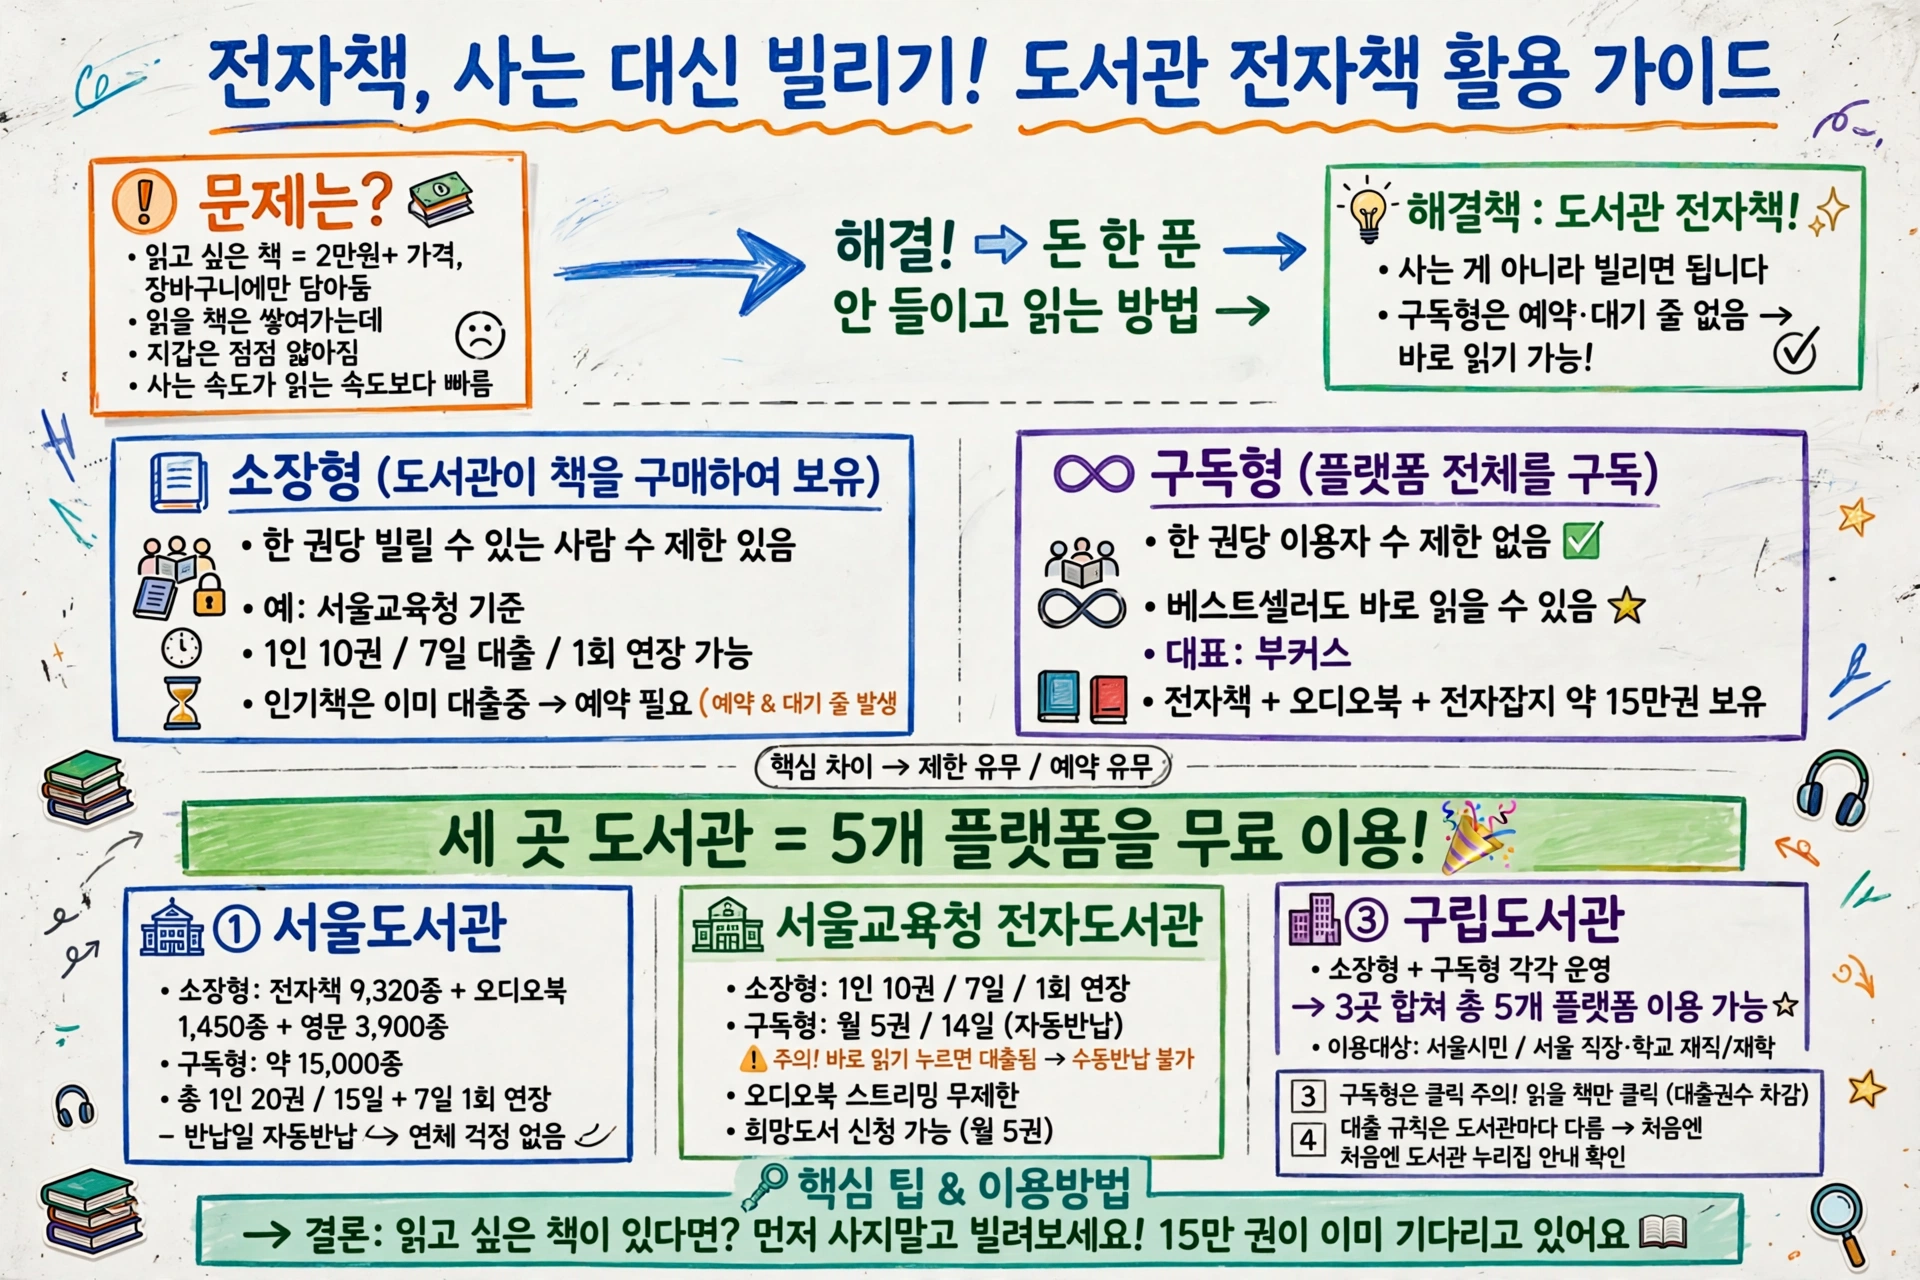 전자책, 사는 대신 빌리기! 도서관 전자책 활용 가이드
문제는?
• 읽고 싶은 책 = 2만원+ 가격,
장바구니에만 담아둠
• 읽을 책은 쌓여가는데
• 지갑은 점점 얇아짐
• 사는 속도가 읽는 속도보다 빠름
해결! ⇨ 돈 한 푼 →
안 들이고 읽는 방법 →
해결책 : 도서관 전자책!
• 사는 게 아니라 빌리면 됩니다
• 구독형은 예약·대기 줄 없음 →
바로 읽기 가능!
소장형 (도서관이 책을 구매하여 보유)
• 한 권당 빌릴 수 있는 사람 수 제한 있음
• 예: 서울교육청 기준
• 1인 10권 / 7일 대출 / 1회 연장 가능
• 인기책은 이미 대출중 → 예약 필요 (예약 & 대기 줄 발생
구독형 (플랫폼 전체를 구독)
• 한 권당 이용자 수 제한 없음
• 베스트셀러도 바로 읽을 수 있음
• 대표: 부커스
• 전자책 + 오디오북 + 전자잡지 약 15만권 보유
핵심 차이 → 제한 유무 / 예약 유무
세 곳 도서관 = 5개 플랫폼을 무료 이용!
① 서울도서관
• 소장형: 전자책 9,320종 + 오디오북
1,450종 + 영문 3,900종
• 구독형: 약 15,000종
• 총 1인 20권 / 15일 + 7일 1회 연장
– 반납일 자동반납 ↪ 연체 걱정 없음
서울교육청 전자도서관
• 소장형: 1인 10권 / 7일 / 1회 연장
• 구독형: 월 5권 / 14일 (자동반납)
주의! 바로 읽기 누르면 대출됨 → 수동반납 불가
• 오디오북 스트리밍 무제한
• 희망도서 신청 가능 (월 5권)
③ 구립도서관
• 소장형 + 구독형 각각 운영
→ 3곳 합쳐 총 5개 플랫폼 이용 가능
• 이용대상: 서울시민 / 서울 직장·학교 재직/재학
3 구독형은 클릭 주의! 읽을 책만 클릭 (대출권수 차감)
4 대출 규칙은 도서관마다 다름 → 처음엔
처음엔 도서관 누리집 안내 확인
핵심 팁 & 이용방법
→ 결론: 읽고 싶은 책이 있다면? 먼저 사지말고 빌려보세요! 15만 권이 이미 기다리고 있어요